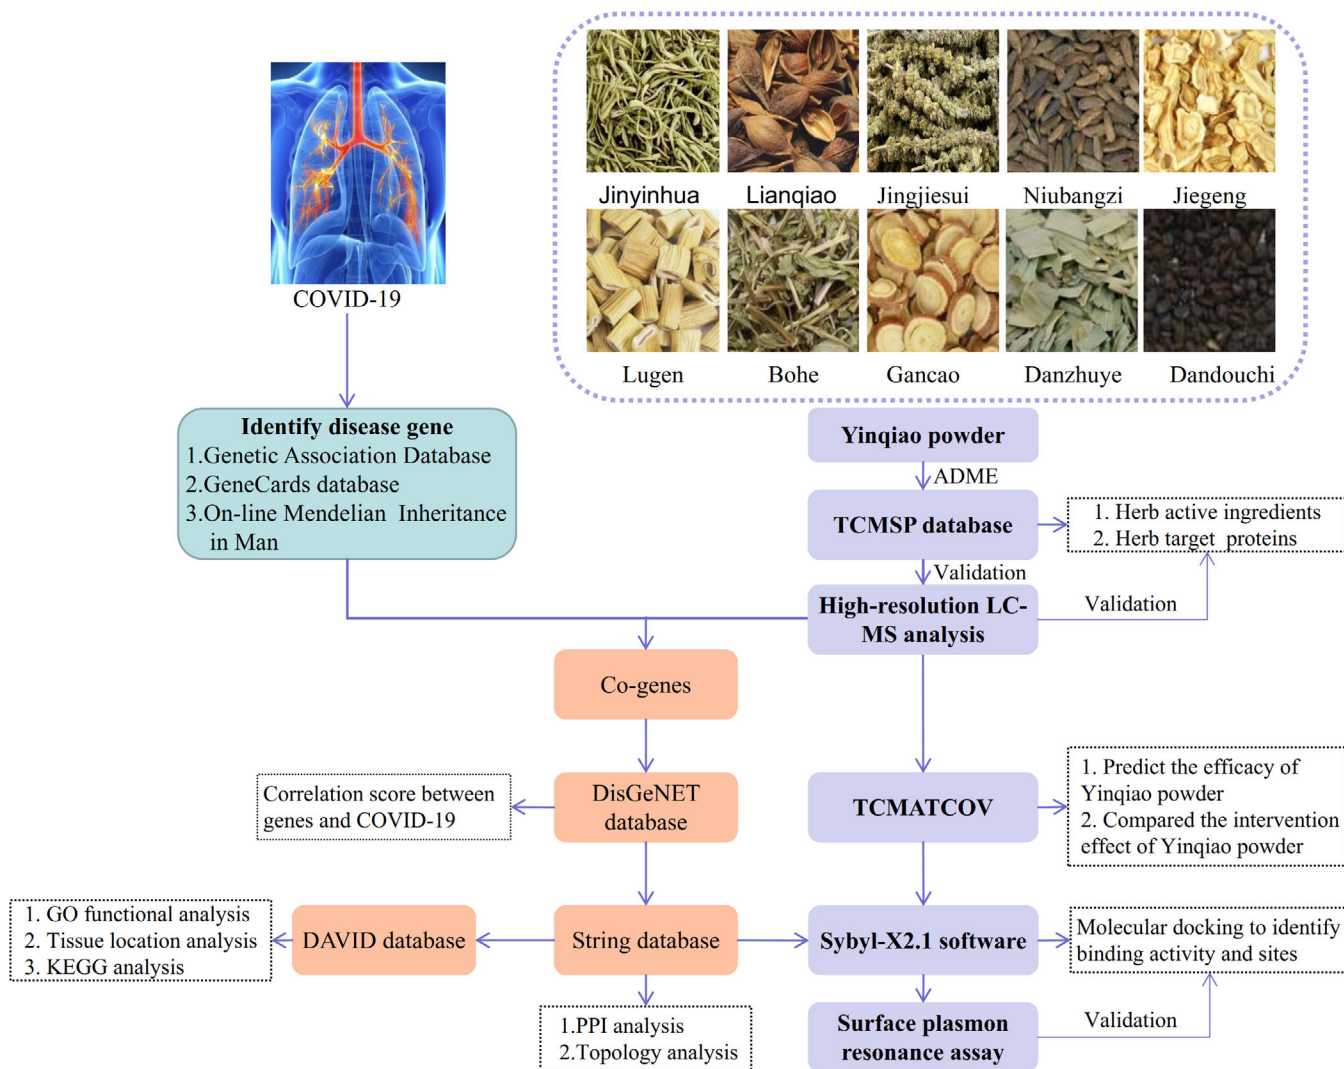 Jinyinhua
Lianqiao
Jingjiesui
Niubangzi
Jiegeng
Lugen
Bohe
Gancao
Danzhuye
Dandouchi
COVID-19
Identify disease gene
1.Genetic Association Database
2.GeneCards database
3.On-line Mendelian Inheritance
in Man
Yinqiao powder
ADME
TCMSP database
1. Herb active ingredients
2. Herb target proteins
Validation
High-resolution LC-
MS analysis
Validation
Co-genes
DisGeNET
database
Correlation score between
genes and COVID-19
TCMATCOV
1. Predict the efficacy of
Yinqiao powder
2. Compared the intervention
effect of Yinqiao powder
1. GO functional analysis
2. Tissue location analysis
3. KEGG analysis
DAVID database
String database
Sybyl-X2.1 software
Molecular docking to identify
binding activity and sites
1.PPI analysis
2.Topology analysis
Surface plasmon
resonance assay
Validation